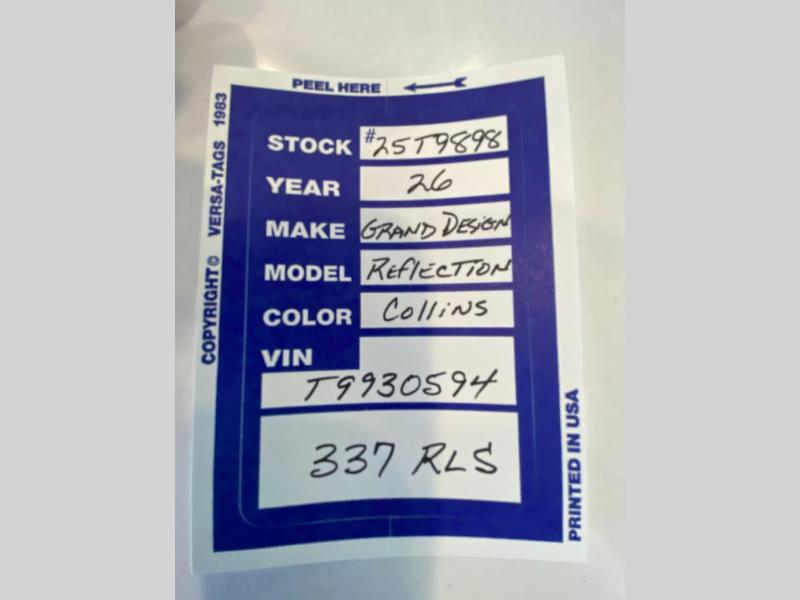 PEEL HERE
STOCK #25T9898
YEAR 26
MAKE GRAND DESIGN
MODEL REFLECTION
COLOR Collins
VIN
T9930594
337 RLS
COPYRIGHT© VERSA-TAGS 1983
PRINTED IN USA